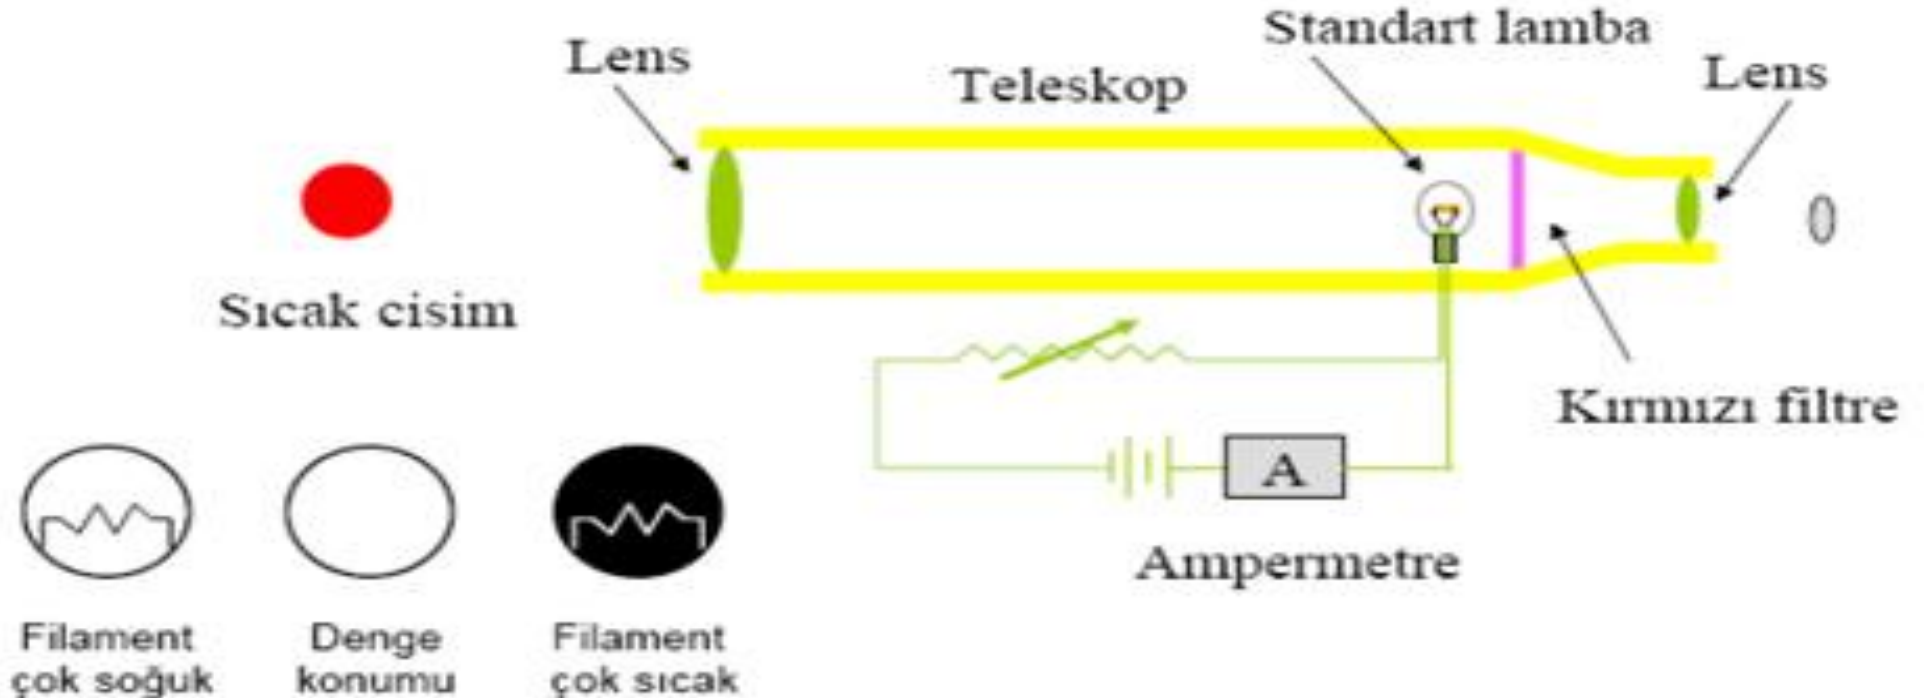 Standart lamba
Lens
Teleskop
Lens
Sıcak cisim
Kırmızı filtre
A
Ampermetre
Filament
çok soğuk
Denge
konumu
Filament
çok sıcak